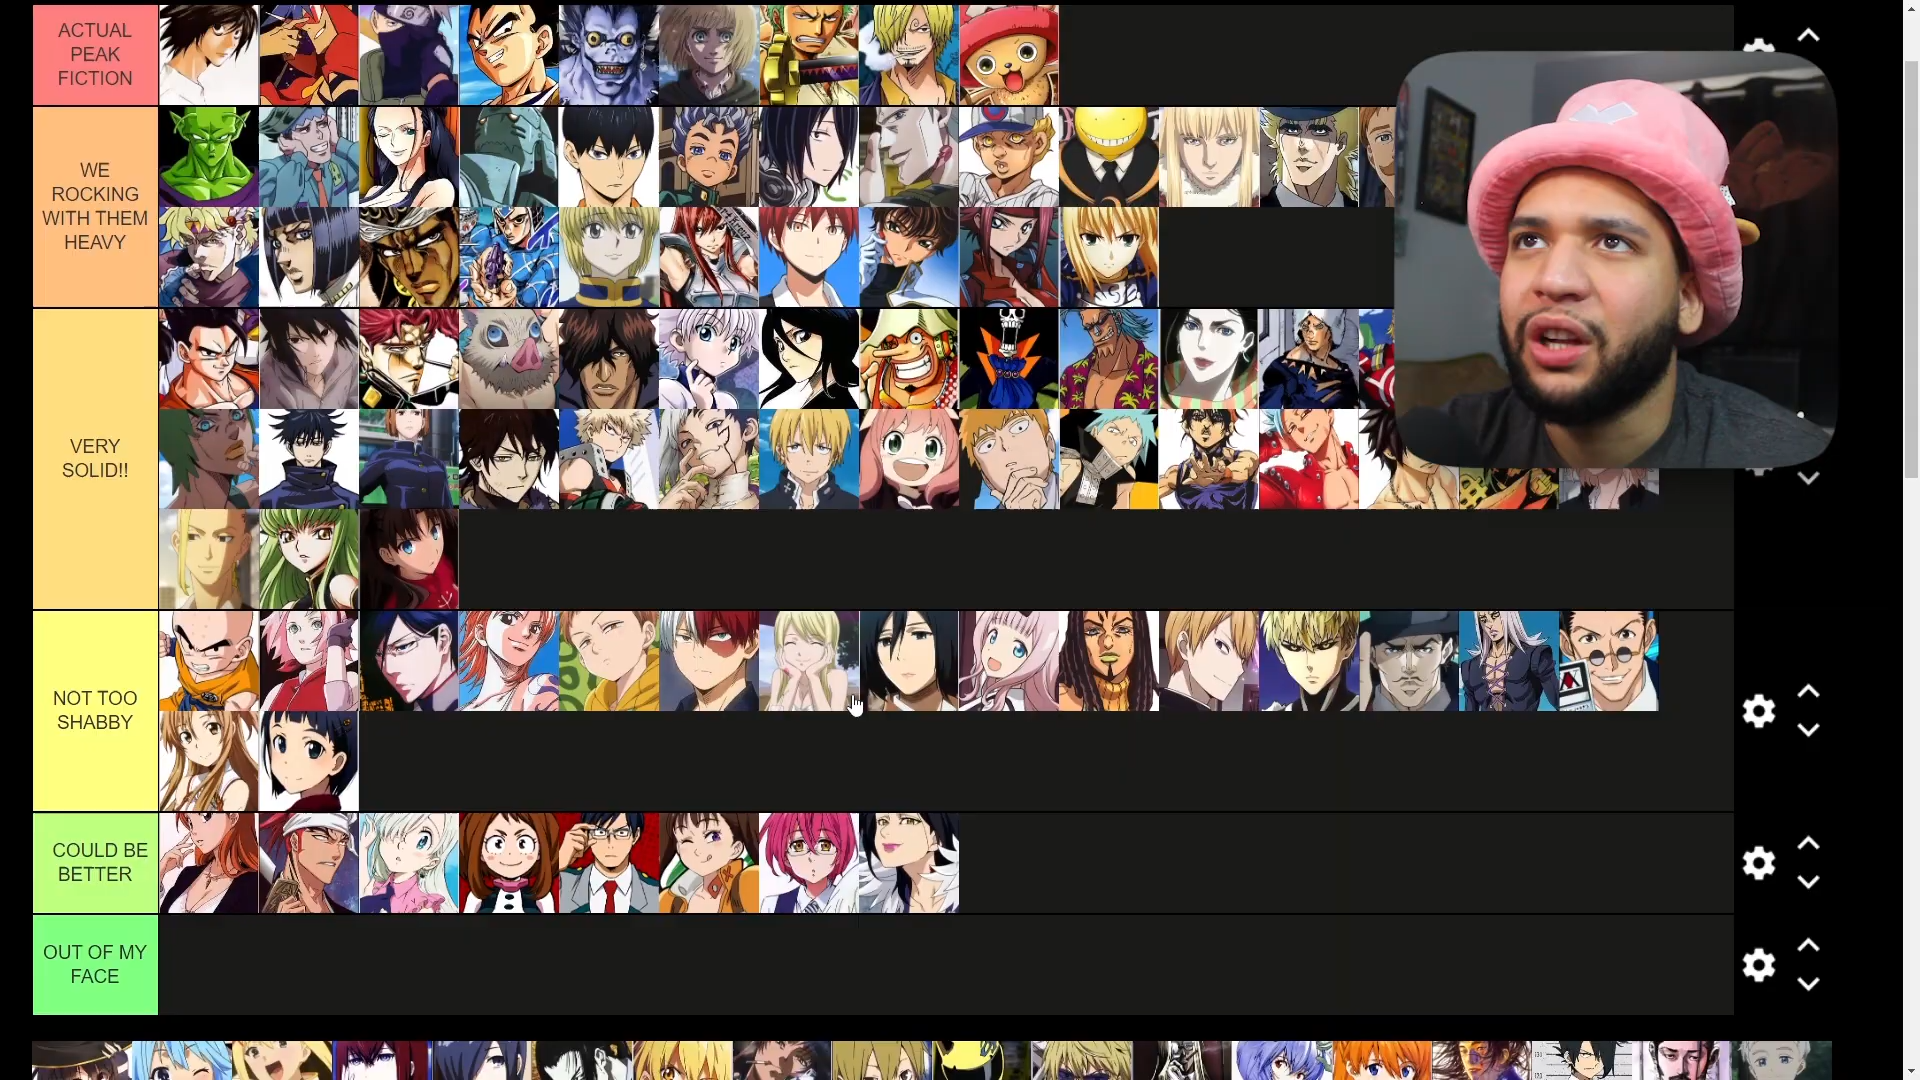 ACTUAL
PEAK
FICTION
WE
ROCKING
WITH THEM
HEAVY
VERY
SOLID!!
NOT TOO
SHABBY
COULD BE
BETTER
OUT OF MY
FACE